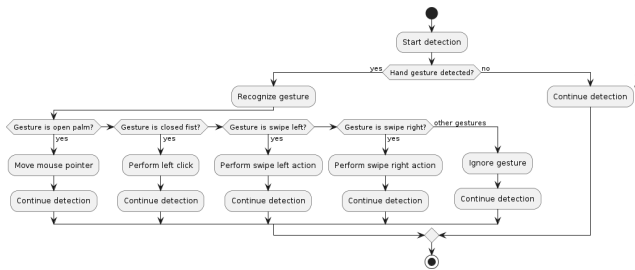 Start detection
yes
Hand gesture detected?
no
Recognize gesture
Continue detection
Gesture is open palm?
Gesture is closed fist?
Gesture is swipe left?
Gesture is swipe right?
other gestures
yes
yes
yes
yes
Move mouse pointer
Perform left click
Perform swipe left action
Perform swipe right action
Ignore gesture
Continue detection
Continue detection
Continue detection
Continue detection
Continue detection